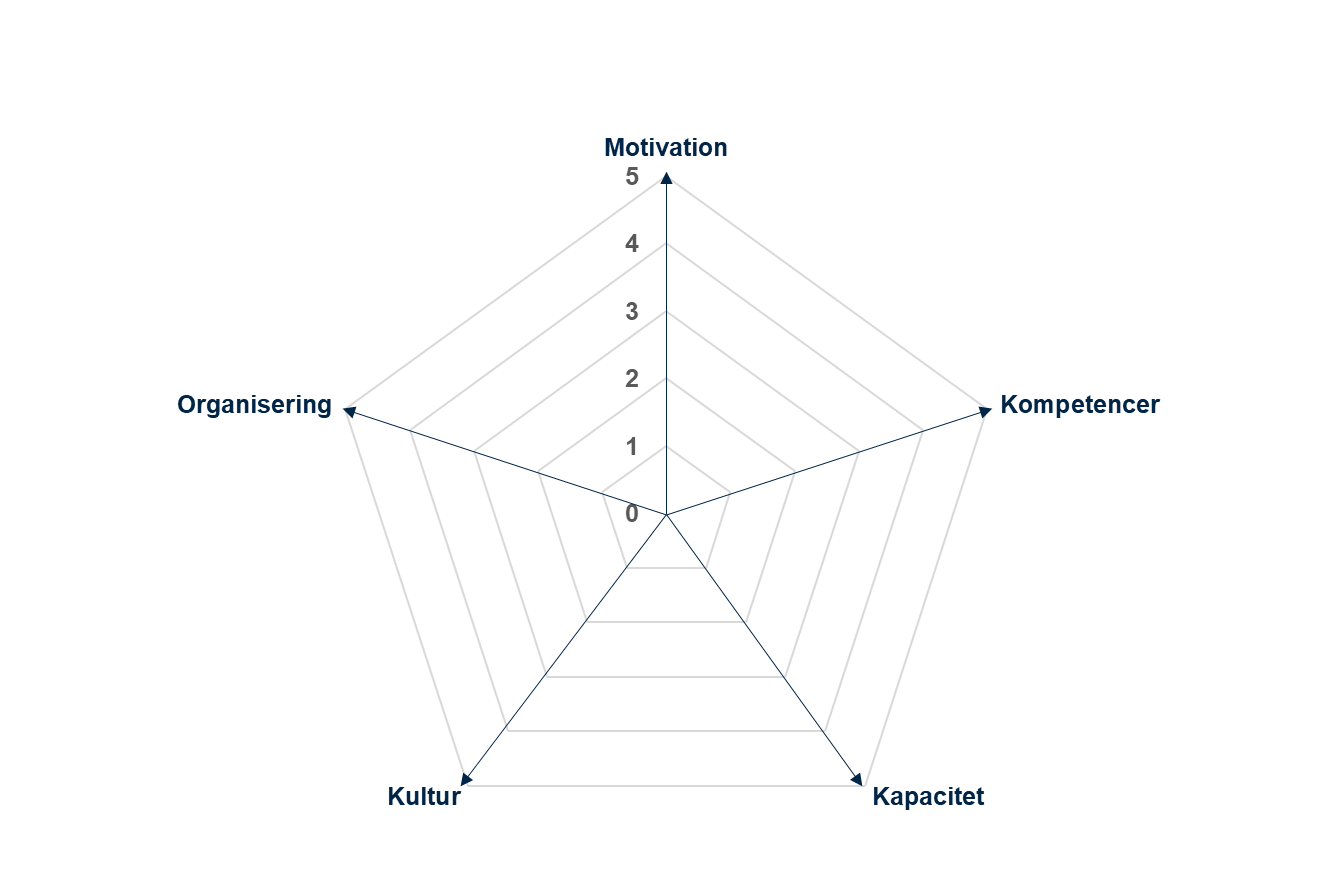 Motivation
5
4
3
2
Organisering
Kompetencer
1
0
Kultur
Kapacitet